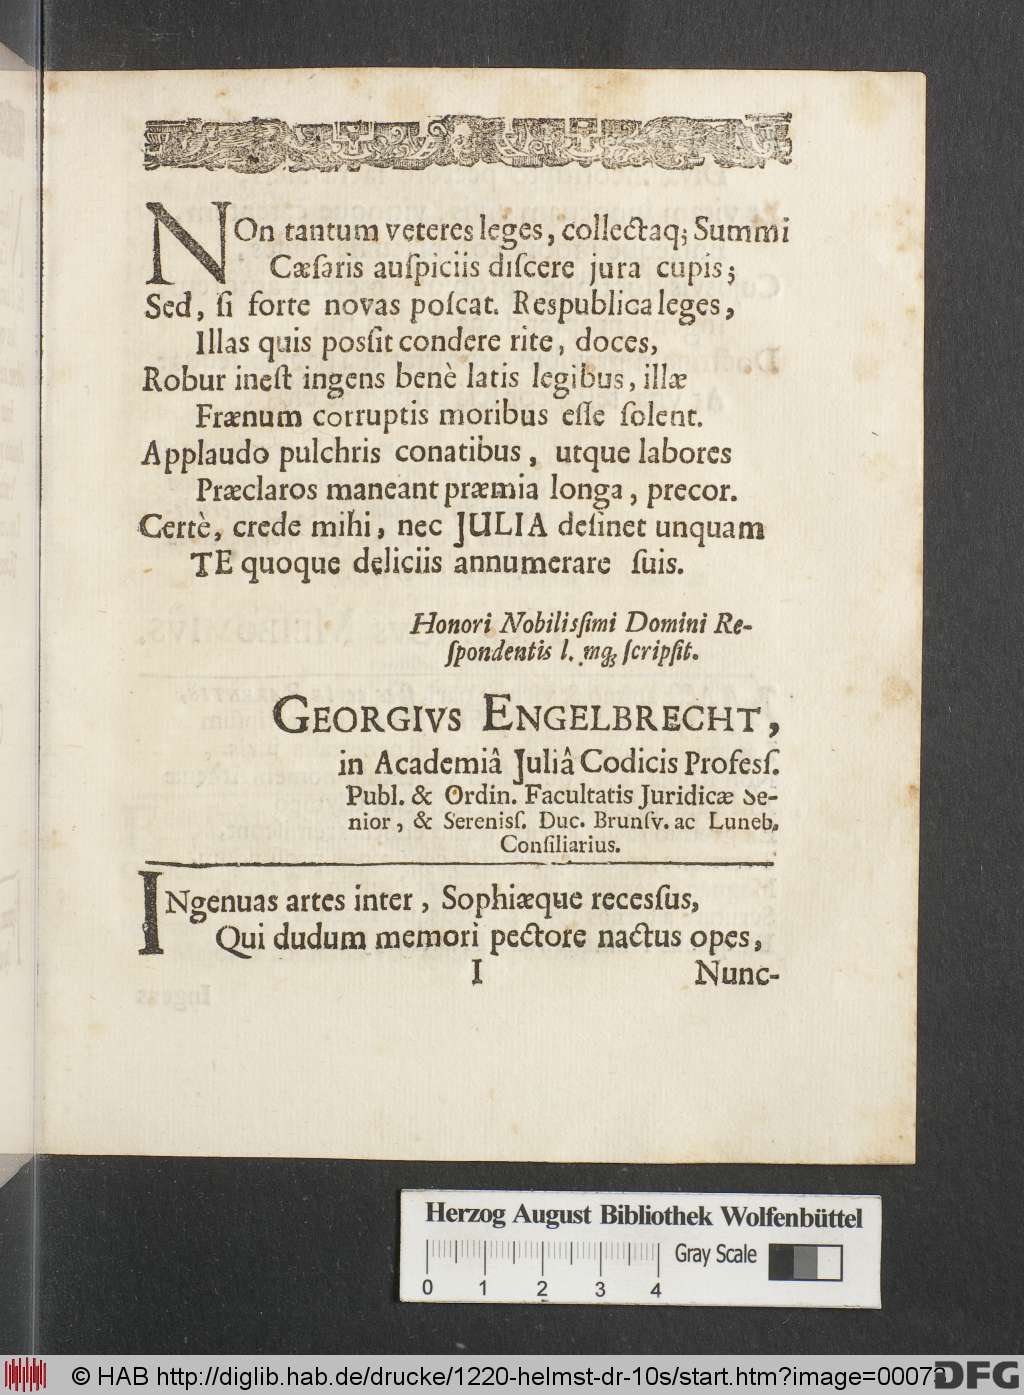 NOn tantum veteres leges, collectaq; Summi
Cæſaris auſpiciis diſcere jura cupis;
Sed, ſi forte novas poſcat. Respublica leges,
Illas quis possit condere rite, doces,
Robur ineſt ingens benè latis legibus, illæ
Frænum corruptis moribus eſſe ſolent.
Applaudo pulchris conatibus, utque labores
Præclaros maneant præmia longa, precor.
Certè, crede mihi, nec JULIA deſinet unquam
TE quoque deliciis annumerare ſuis.
Honori Nobilisſimi Domini Re-
ſpondentis l. mq; ſcripſit.
GEORGIVS ENGELBRECHT,
in Academiâ Juliâ Codicis Profesſ.
Publ. & Ordin. Facultatis Juridicæ Se-
nior, & Sereniſſ. Duc. Brunſv. ac Luneb.
Conſiliarius.
INgenuas artes inter, Sophiæque recesſus,
Qui dudum memori pectore nactus opes,
I Nunc-
Herzog August Bibliothek Wolfenbüttel
Gray Scale
0 1 2 3 4
© HAB http://diglib.hab.de/drucke/1220-helmst-dr-10s/start.htm?image=00073
DFG